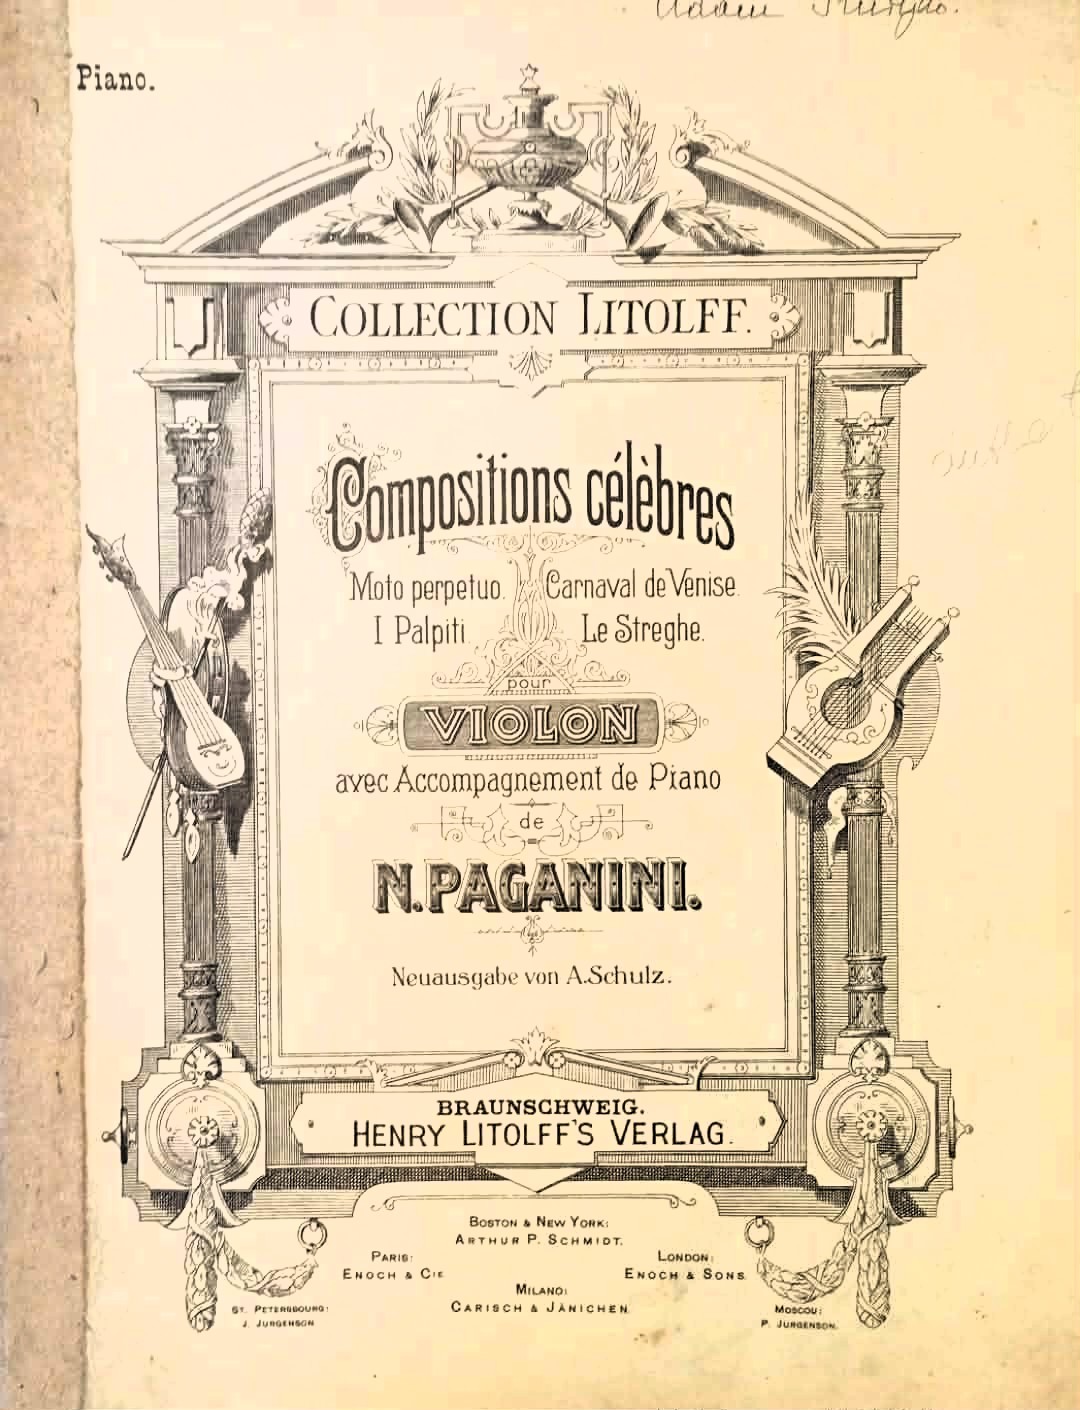 Adam
Piano.
COLLECTION LITOLFF.
Compositions célèbres
Moto perpetuo. Carnaval de Venise.
I Palpiti Le Streghe.
pour
VIOLON
avec Accompagnement de Piano
de
N. PAGANINI.
Neuausgabe von A. Schulz.
BRAUNSCHWEIG.
HENRY LITOLFF'S VERLAG.
BOSTON & NEW YORK:
ARTHUR P. SCHMIDT.
PARIS: LONDON:
ENOCH & CIE ENOCH & SONS.
MILANO:
CARISCH & JÄNICHEN
ST. PETERSBOURG: MOSCOU:
J. JURGENSON P. JURGENSON.